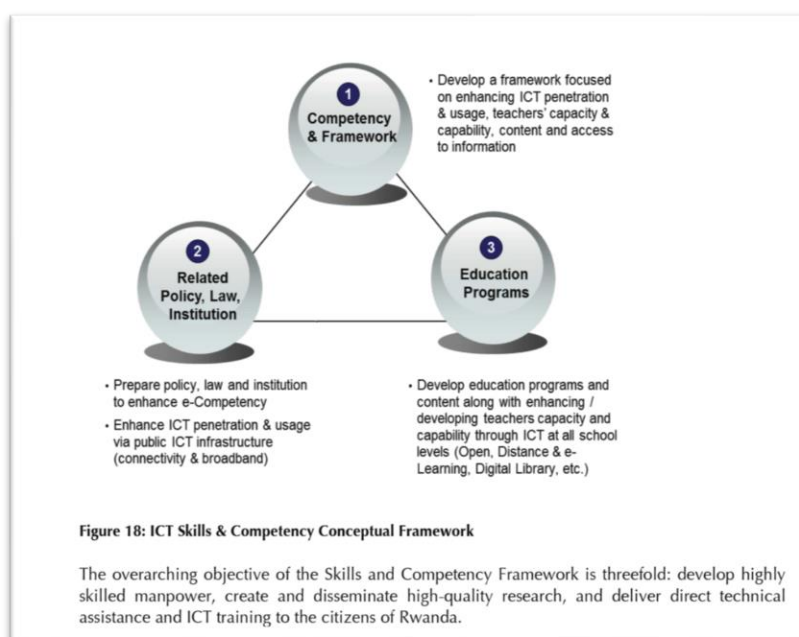 1
Competency
& Framework
• Develop a framework focused
on enhancing ICT penetration
& usage, teachers' capacity &
capability, content and access
to information
2
Related
Policy, Law,
Institution
3
Education
Programs
• Prepare policy, law and institution
to enhance e-Competency
• Enhance ICT penetration & usage
via public ICT infrastructure
(connectivity & broadband)
• Develop education programs and
content along with enhancing /
developing teachers capacity and
capability through ICT at all school
levels (Open, Distance & e-
Learning, Digital Library, etc.)
Figure 18: ICT Skills & Competency Conceptual Framework
The overarching objective of the Skills and Competency Framework is threefold: develop highly
skilled manpower, create and disseminate high-quality research, and deliver direct technical
assistance and ICT training to the citizens of Rwanda.